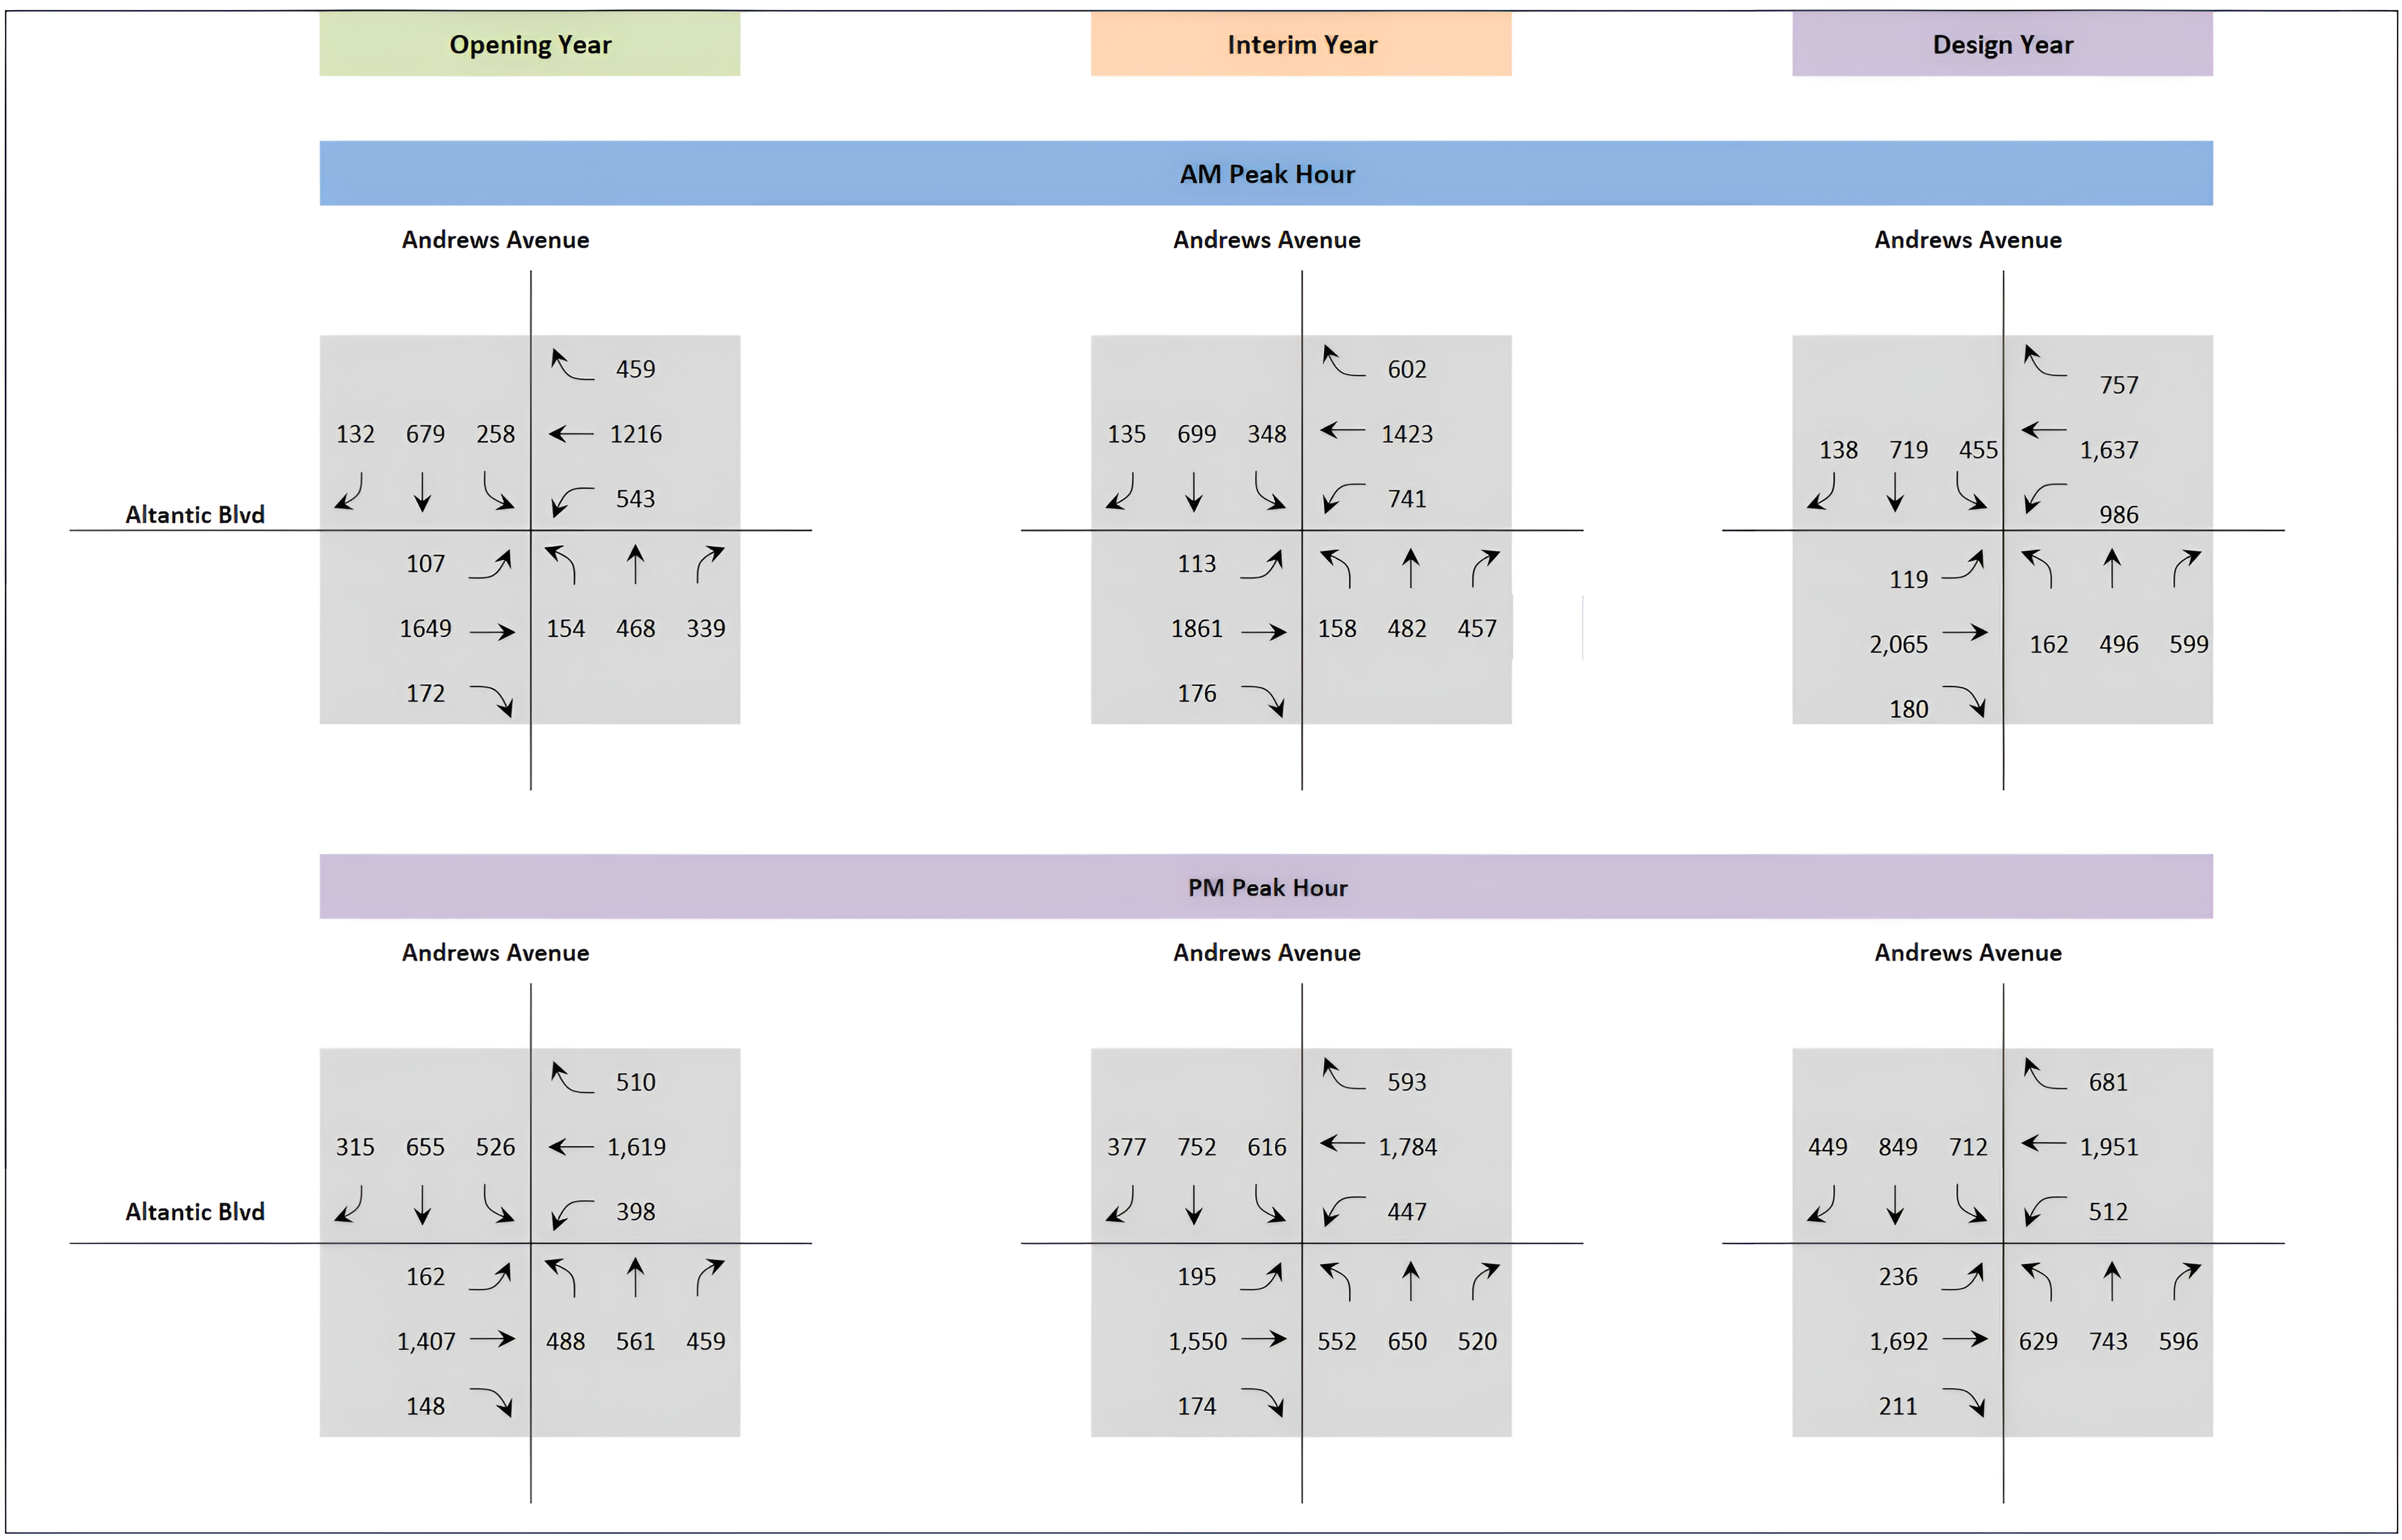 Opening Year Interim Year Design Year
AM Peak Hour
Andrews Avenue Andrews Avenue Andrews Avenue
459 602 757
132 679 258 1216 135 699 348 1423 138 719 455 1,637
Altantic Blvd 543 741 986
107 113 119
1649 154 468 339 1861 158 482 457 2,065 162 496 599
172 176 180
PM Peak Hour
Andrews Avenue Andrews Avenue Andrews Avenue
510 593 681
315 655 526 1,619 377 752 616 1,784 449 849 712 1,951
Altantic Blvd 398 447 512
162 195 236
1,407 488 561 459 1,550 552 650 520 1,692 629 743 596
148 174 211